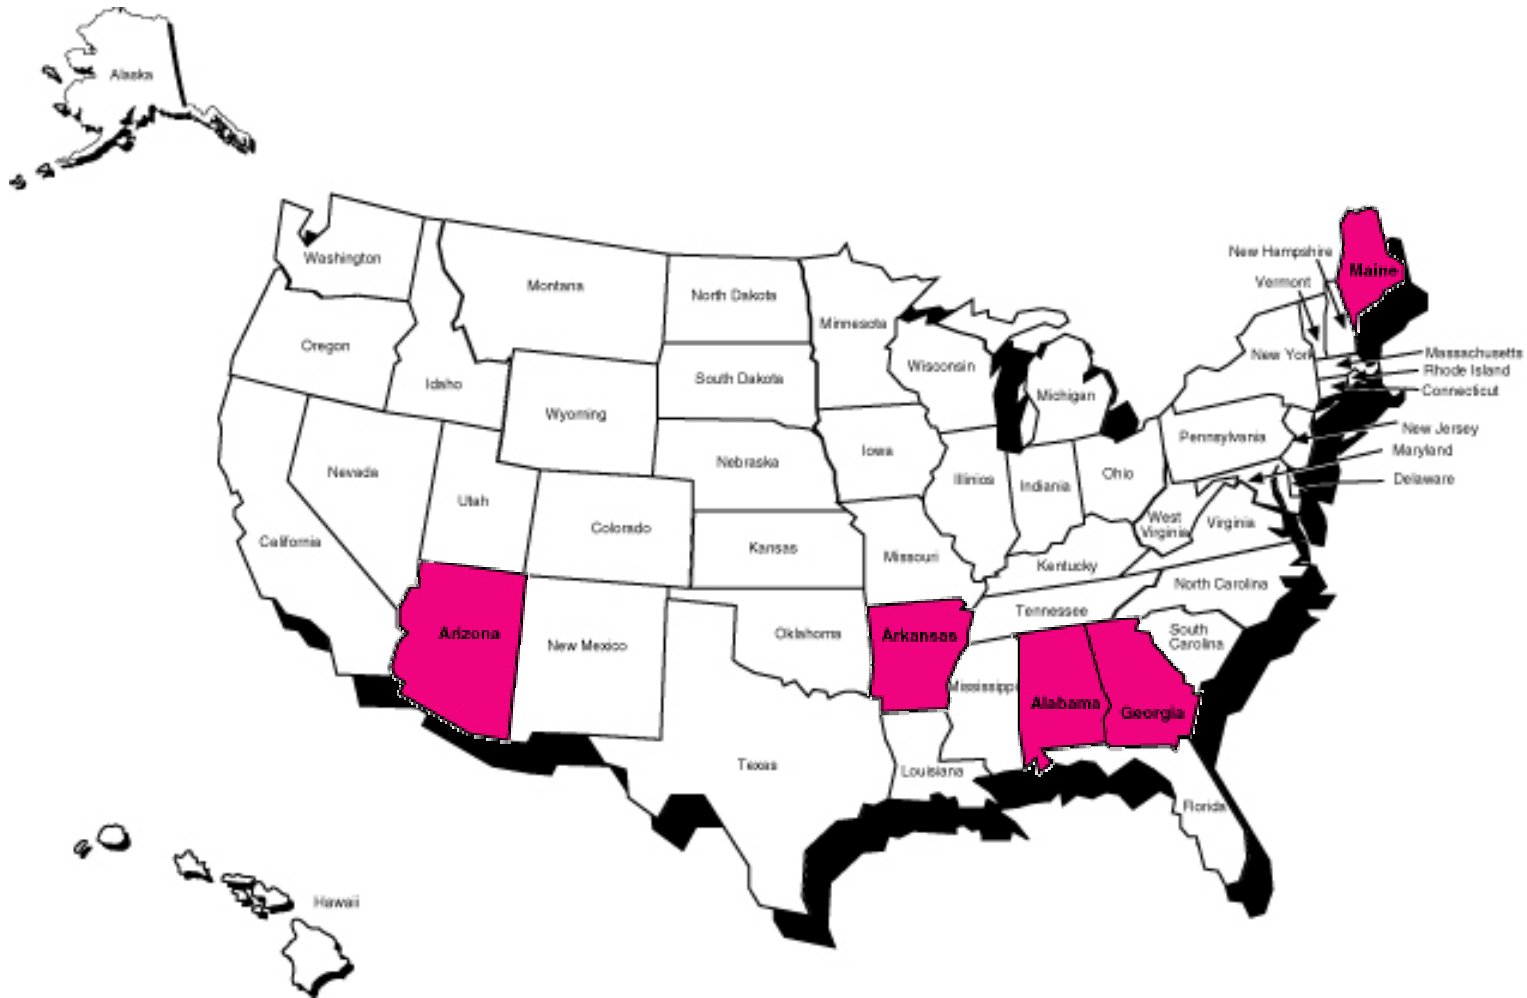 Alaska
Washington
Montana
North Dakota
Minnesota
New Hampshire
Maine
Vermont
Oregon
Idaho
Wyoming
South Dakota
Wisconsin
Michigan
New York
Massachusetts
Rhode Island
Connecticut
New Jersey
Maryland
Delaware
Nevada
Utah
Colorado
Nebraska
Iowa
Illinios
Indiania
Ohio
Pennsylvania
West
Virginia
Virginia
California
Kansas
Missouri
Kentucky
North Carolina
Tennessee
South
Carolina
Arizona
New Mexico
Oklahoma
Arkansas
Mississippi
Alabama
Georgia
Texas
Louisiana
Florida
Hawaii